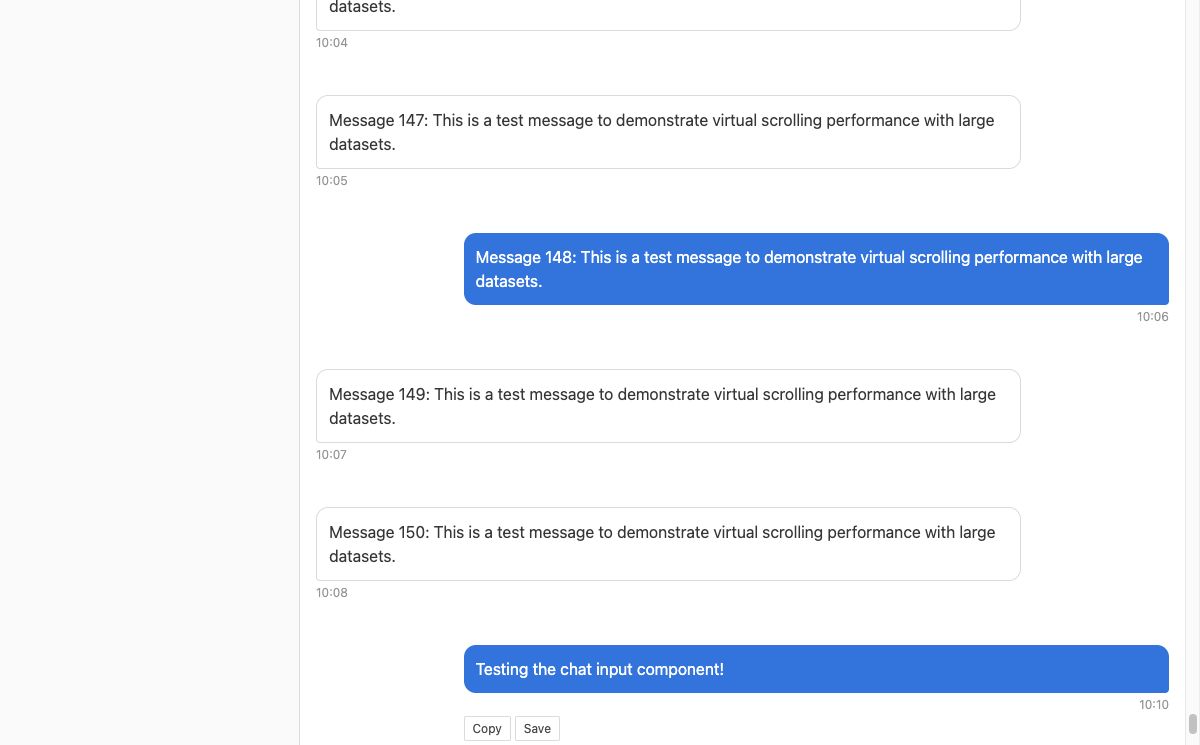 datasets.
10:04
Message 147: This is a test message to demonstrate virtual scrolling performance with large
datasets.
10:05
Message 148: This is a test message to demonstrate virtual scrolling performance with large
datasets.
10:06
Message 149: This is a test message to demonstrate virtual scrolling performance with large
datasets.
10:07
Message 150: This is a test message to demonstrate virtual scrolling performance with large
datasets.
10:08
Testing the chat input component!
10:10
Copy Save